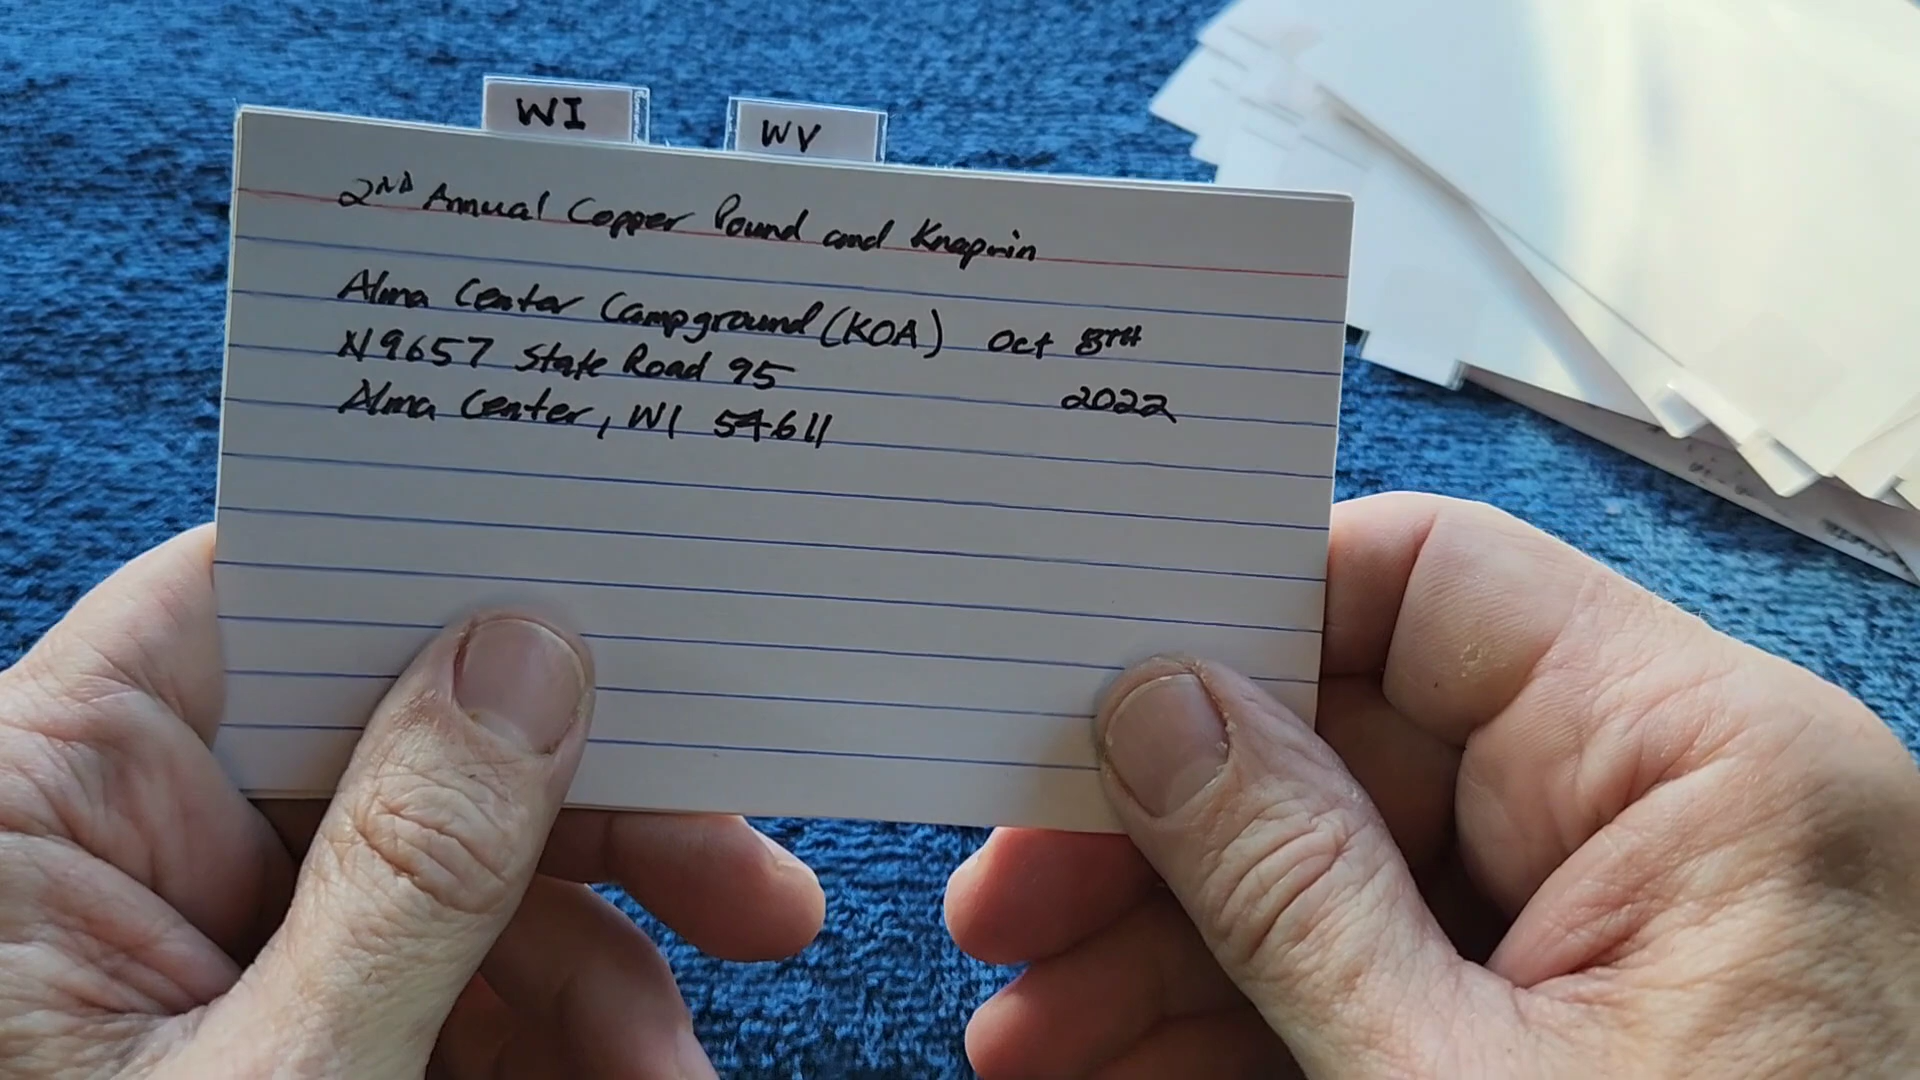 WI
WV
2ND Annual Copper Pound and Knapnin
Alma Center Campground (KOA) Oct 8TH
N9657 State Road 95 2022
Alma Center, WI 54611